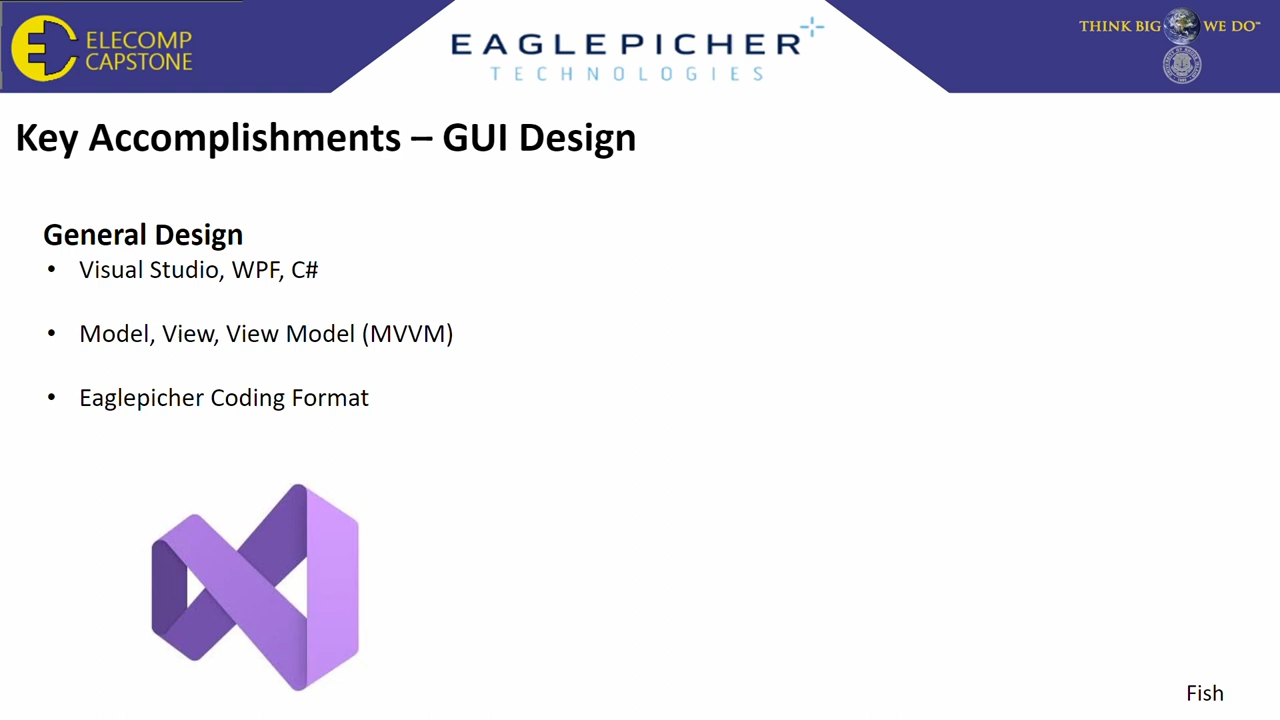 ELECOMP
CAPSTONE
EAGLEPICHER
TECHNOLOGIES
THINK BIG WE DO℠
Key Accomplishments – GUI Design
General Design
• Visual Studio, WPF, C#
• Model, View, View Model (MVVM)
• Eaglepicher Coding Format
Fish